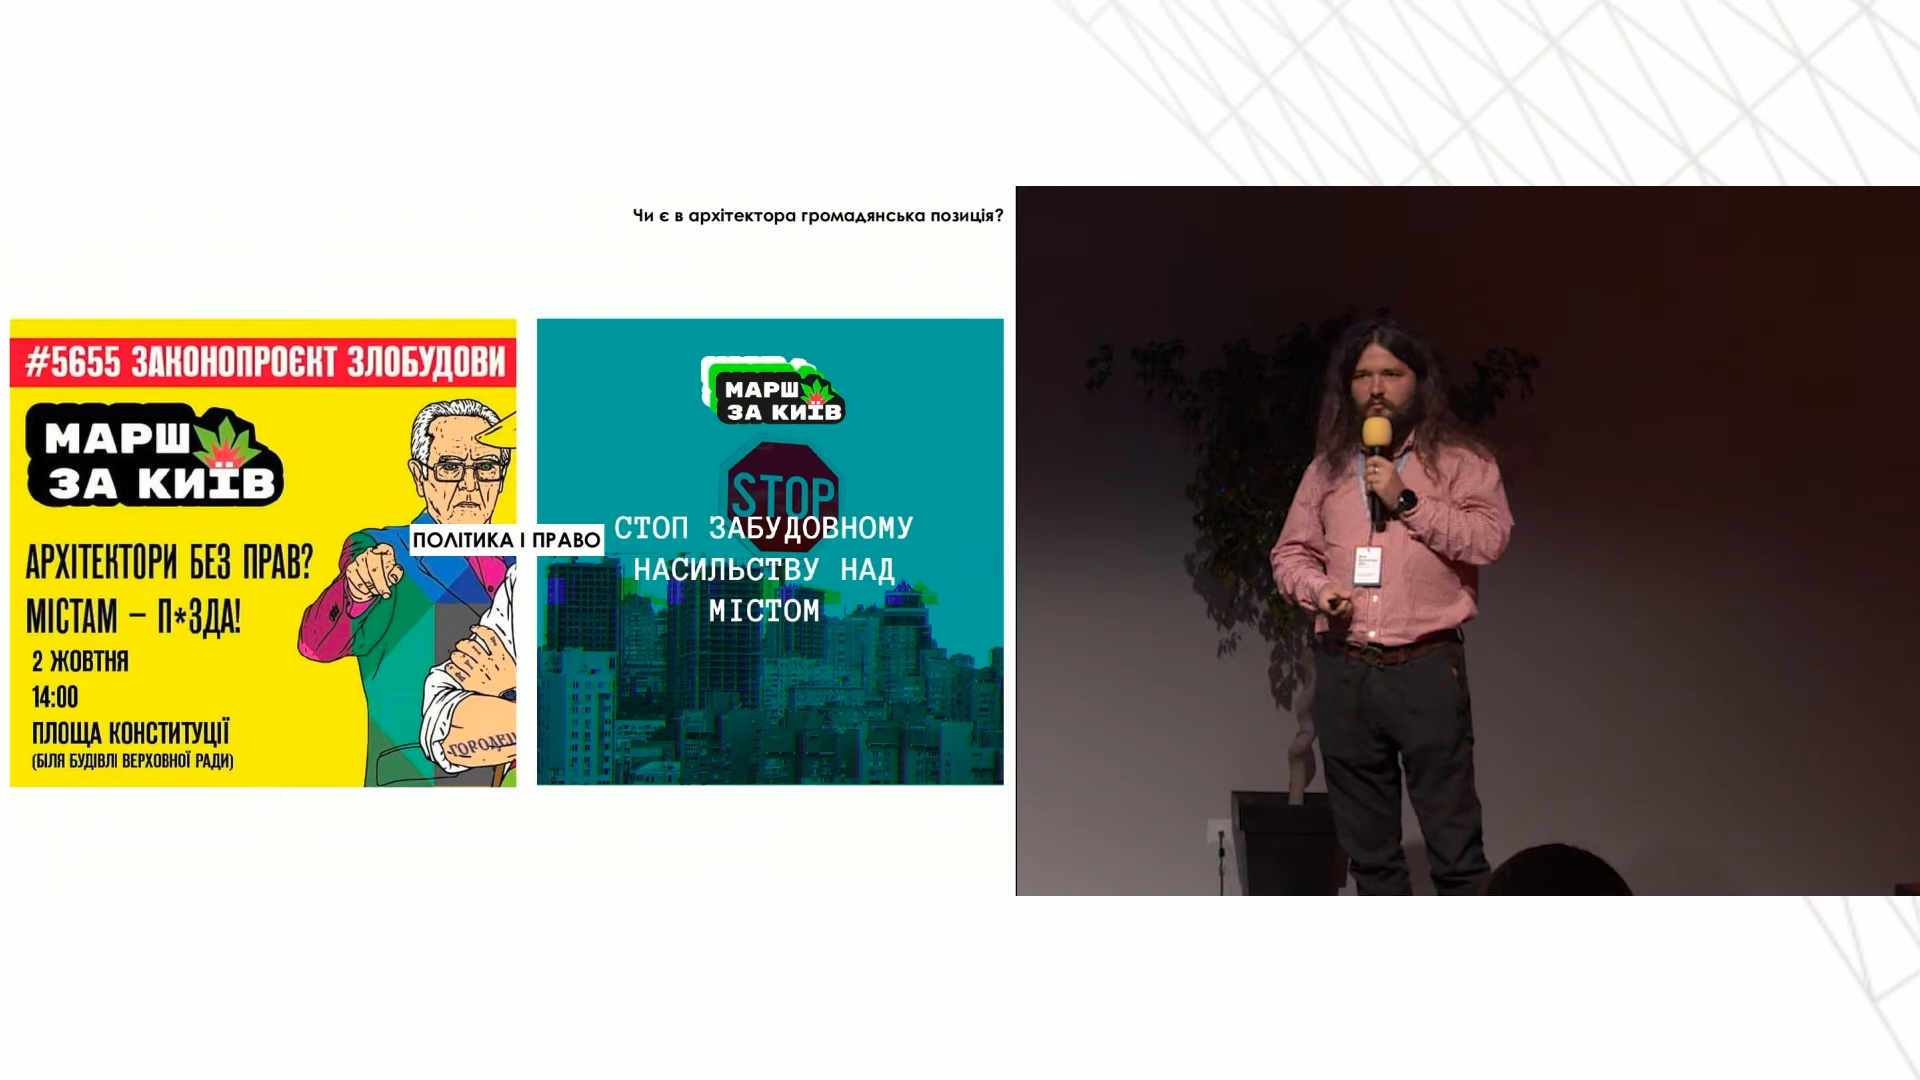 Чи є в архітектора громадянська позиція?
#5655 ЗАКОНОПРОЄКТ ЗЛОБУДОВИ
МАРШ
ЗА КИЇВ
АРХІТЕКТОРИ БЕЗ ПРАВ?
МІСТАМ – П*ЗДА!
2 ЖОВТНЯ
14:00
ПЛОЩА КОНСТИТУЦІЇ
(БІЛЯ БУДІВЛІ ВЕРХОВНОЇ РАДИ)
ПОЛІТИКА І ПРАВО
МАРШ
ЗА КИЇВ
STOP
СТОП ЗАБУДОВНОМУ
НАСИЛЬСТВУ НАД
МІСТОМ